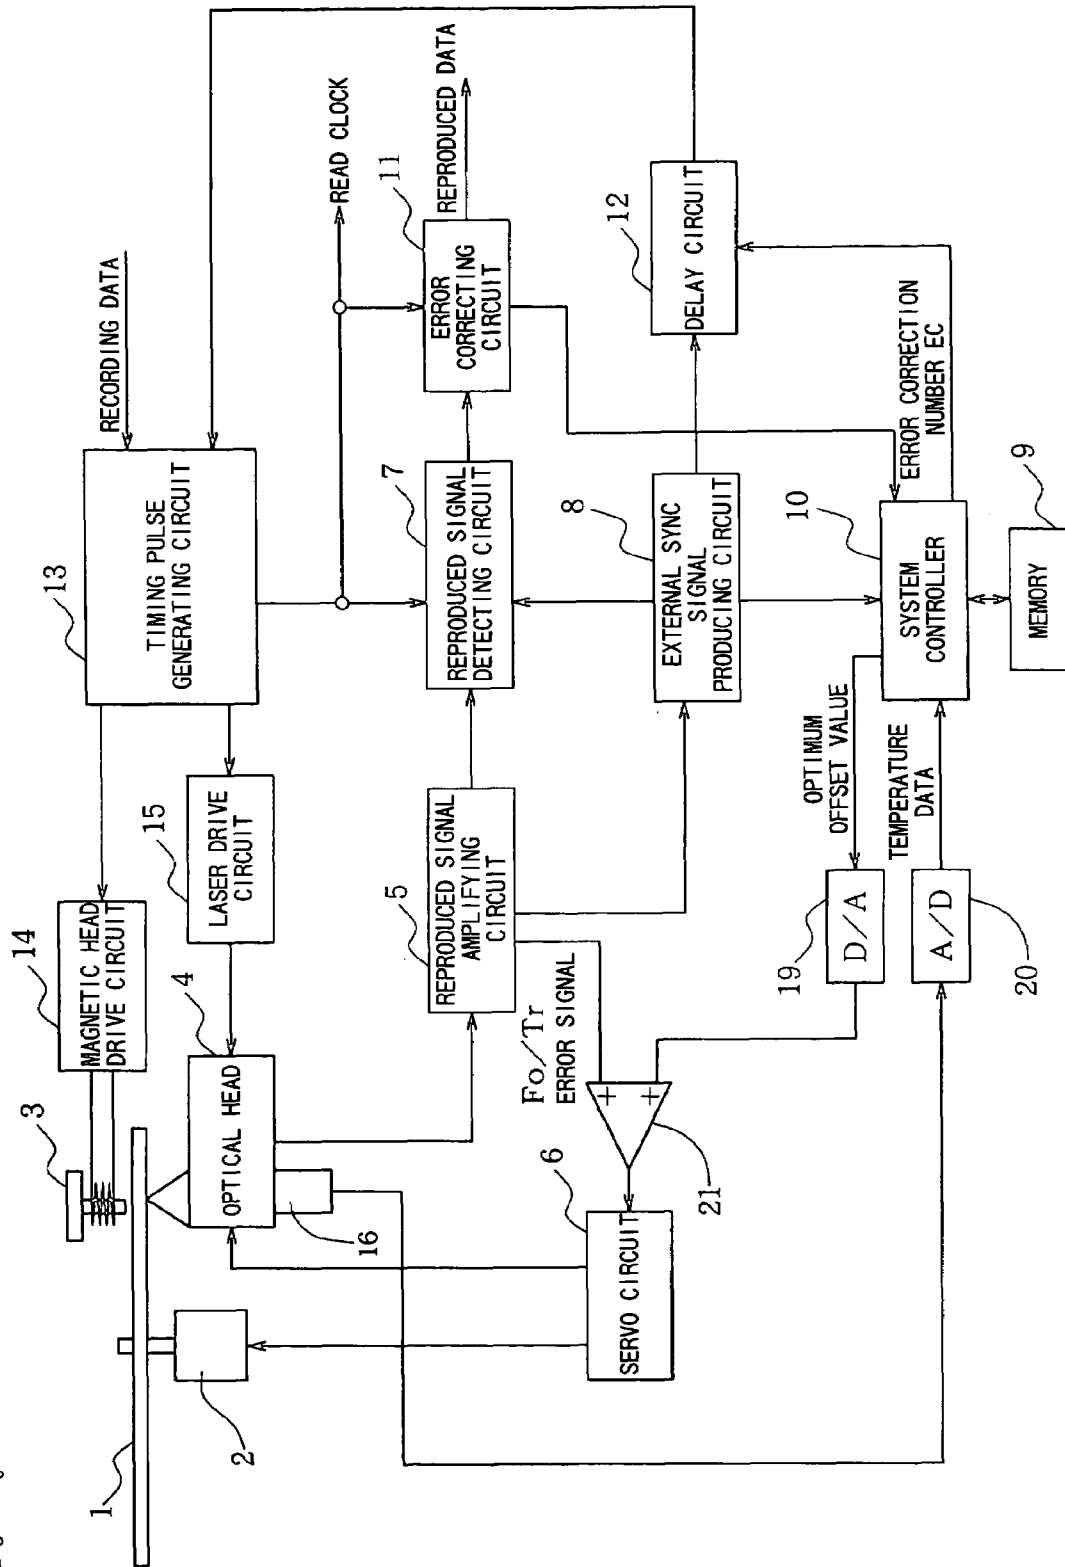 RECORDING DATA
13
TIMING PULSE
GENERATING CIRCUIT
14
MAGNETIC HEAD
DRIVE CIRCUIT
15
LASER DRIVE
CIRCUIT
3
1
2
4
OPTICAL HEAD
16
READ CLOCK
REPRODUCED DATA
11
ERROR
CORRECTING
CIRCUIT
7
REPRODUCED SIGNAL
DETECTING CIRCUIT
5
REPRODUCED SIGNAL
AMPLIFYING
CIRCUIT
Fo/Tr
ERROR SIGNAL
+
+
21
6
SERVO CIRCUIT
12
DELAY CIRCUIT
8
EXTERNAL SYNC
SIGNAL
PRODUCING CIRCUIT
ERROR CORRECTION
NUMBER EC
10
SYSTEM
CONTROLLER
9
MEMORY
OPTIMUM
OFFSET VALUE
TEMPERATURE
DATA
19
D/A
A/D
20